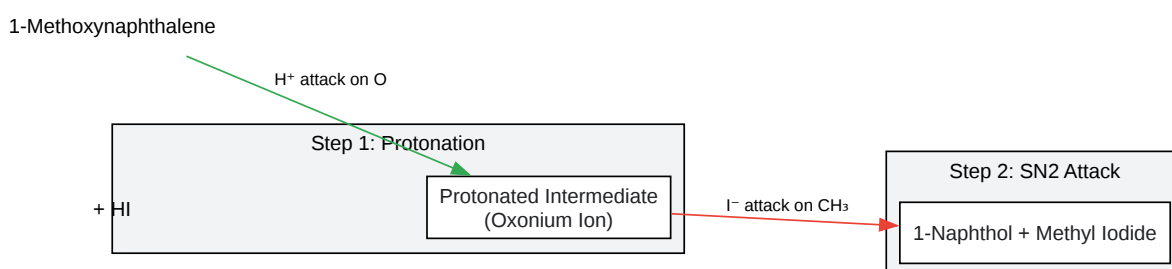 1-Methoxynaphthalene
H⁺ attack on O
Step 1: Protonation
+ HI
Protonated Intermediate
(Oxonium Ion)
I⁻ attack on CH₃
Step 2: SN2 Attack
1-Naphthol + Methyl Iodide